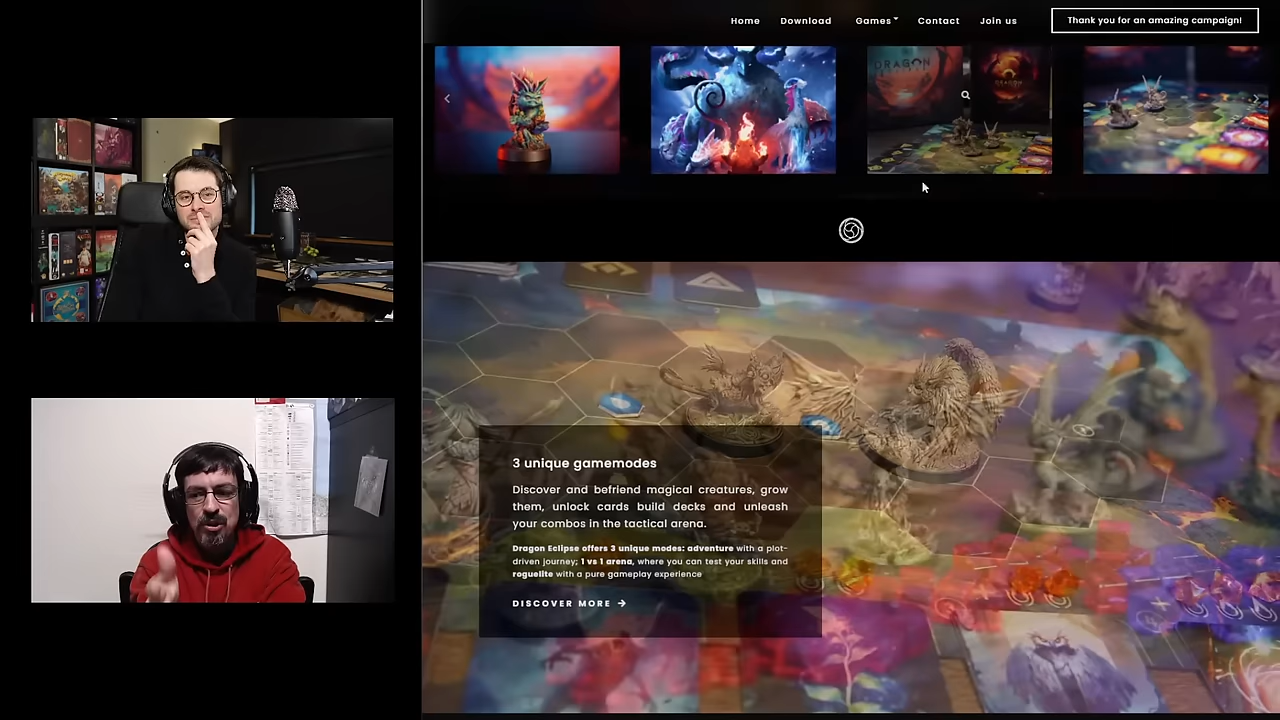 Home Download Games Contact Join us Thank you for an amazing campaign!
DRAGON
3 unique gamemodes
Discover and befriend magical creatures, grow
them, unlock cards build decks and unleash
your combos in the tactical arena.
Dragon Eclipse offers 3 unique modes: adventure with a plot-
driven journey; 1 vs 1 arena, where you can test your skills and
roguelite with a pure gameplay experience
DISCOVER MORE →